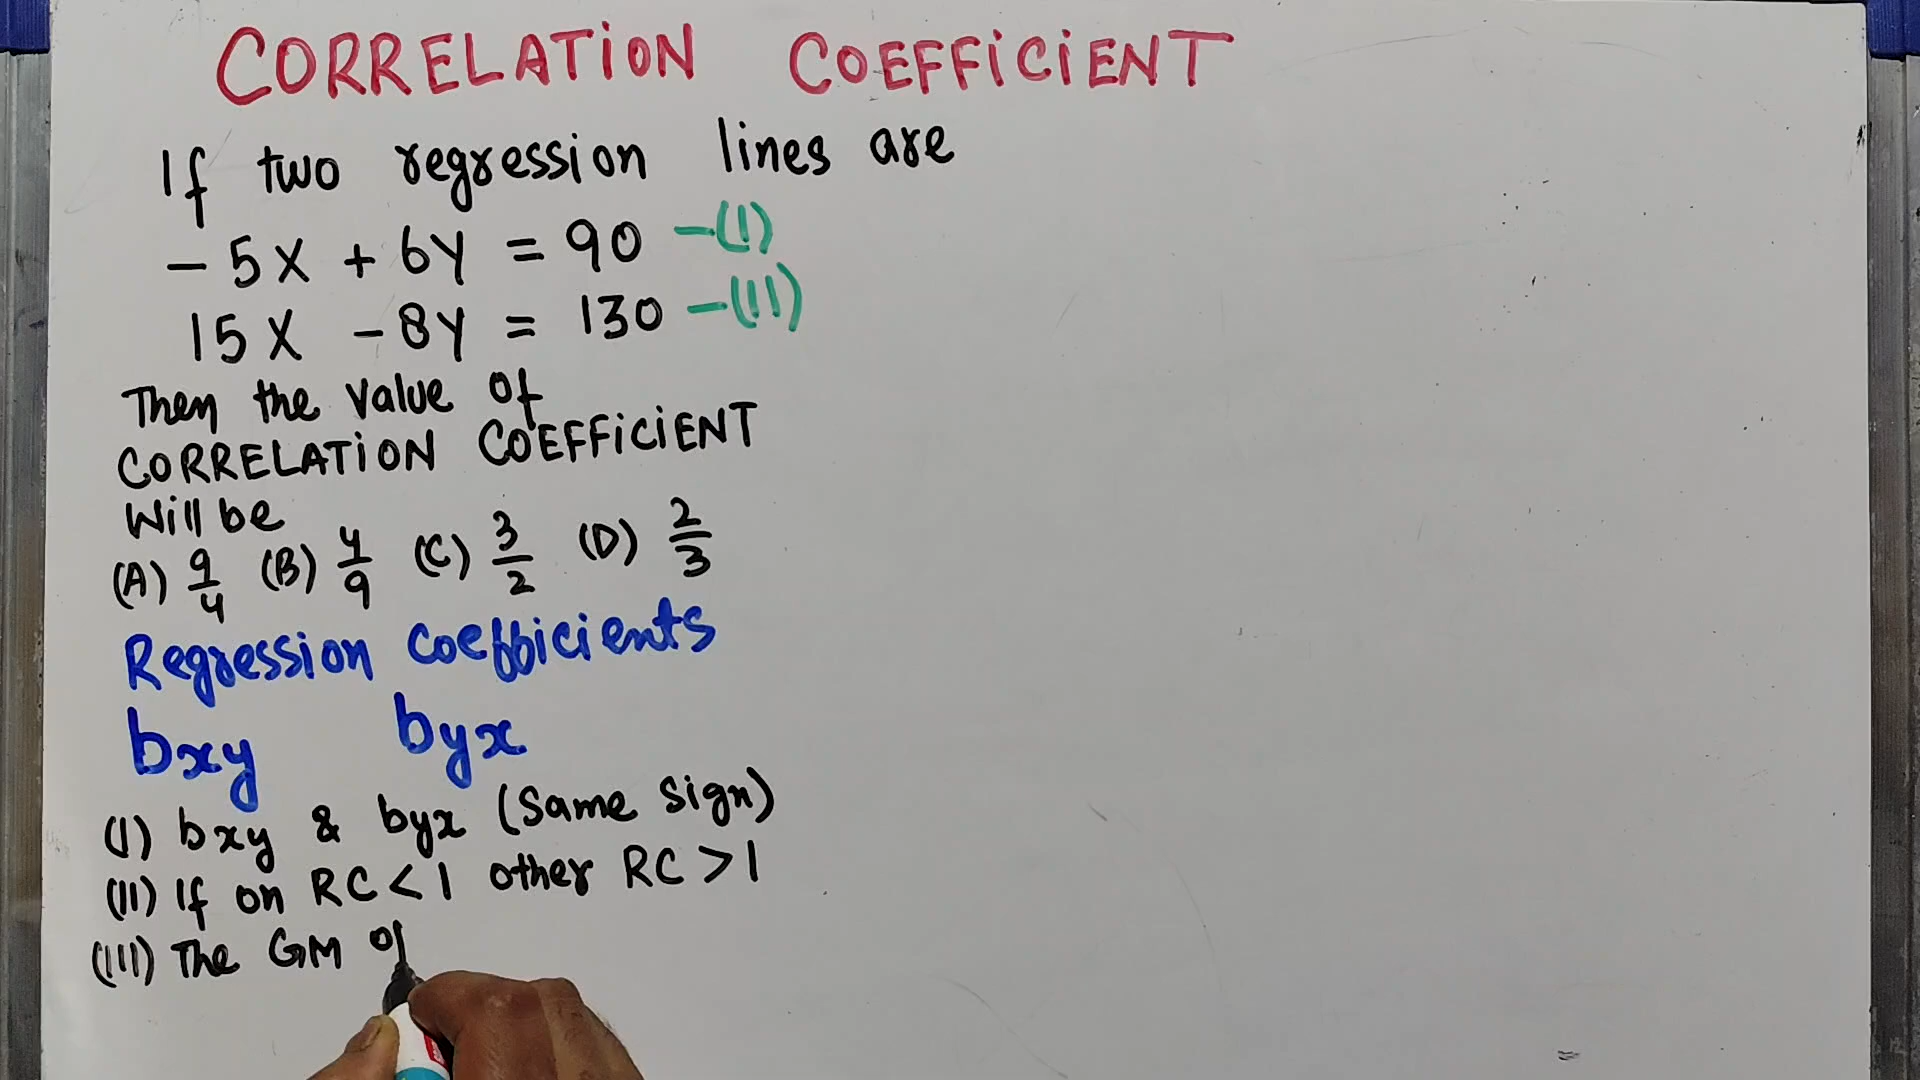 CORRELATION COEFFICIENT
If two regression lines are
- 5X + 6Y = 90 -(I)
15X - 8Y = 130 -(II)
Then the value of
CORRELATION COEFFICIENT
Will be
(A) 9/4 (B) 4/9 (C) 3/2 (D) 2/3
Regression coefficients
bxy byx
(I) bxy & byx (Same Sign)
(II) If on RC < 1 other RC > 1
(III) The GM of